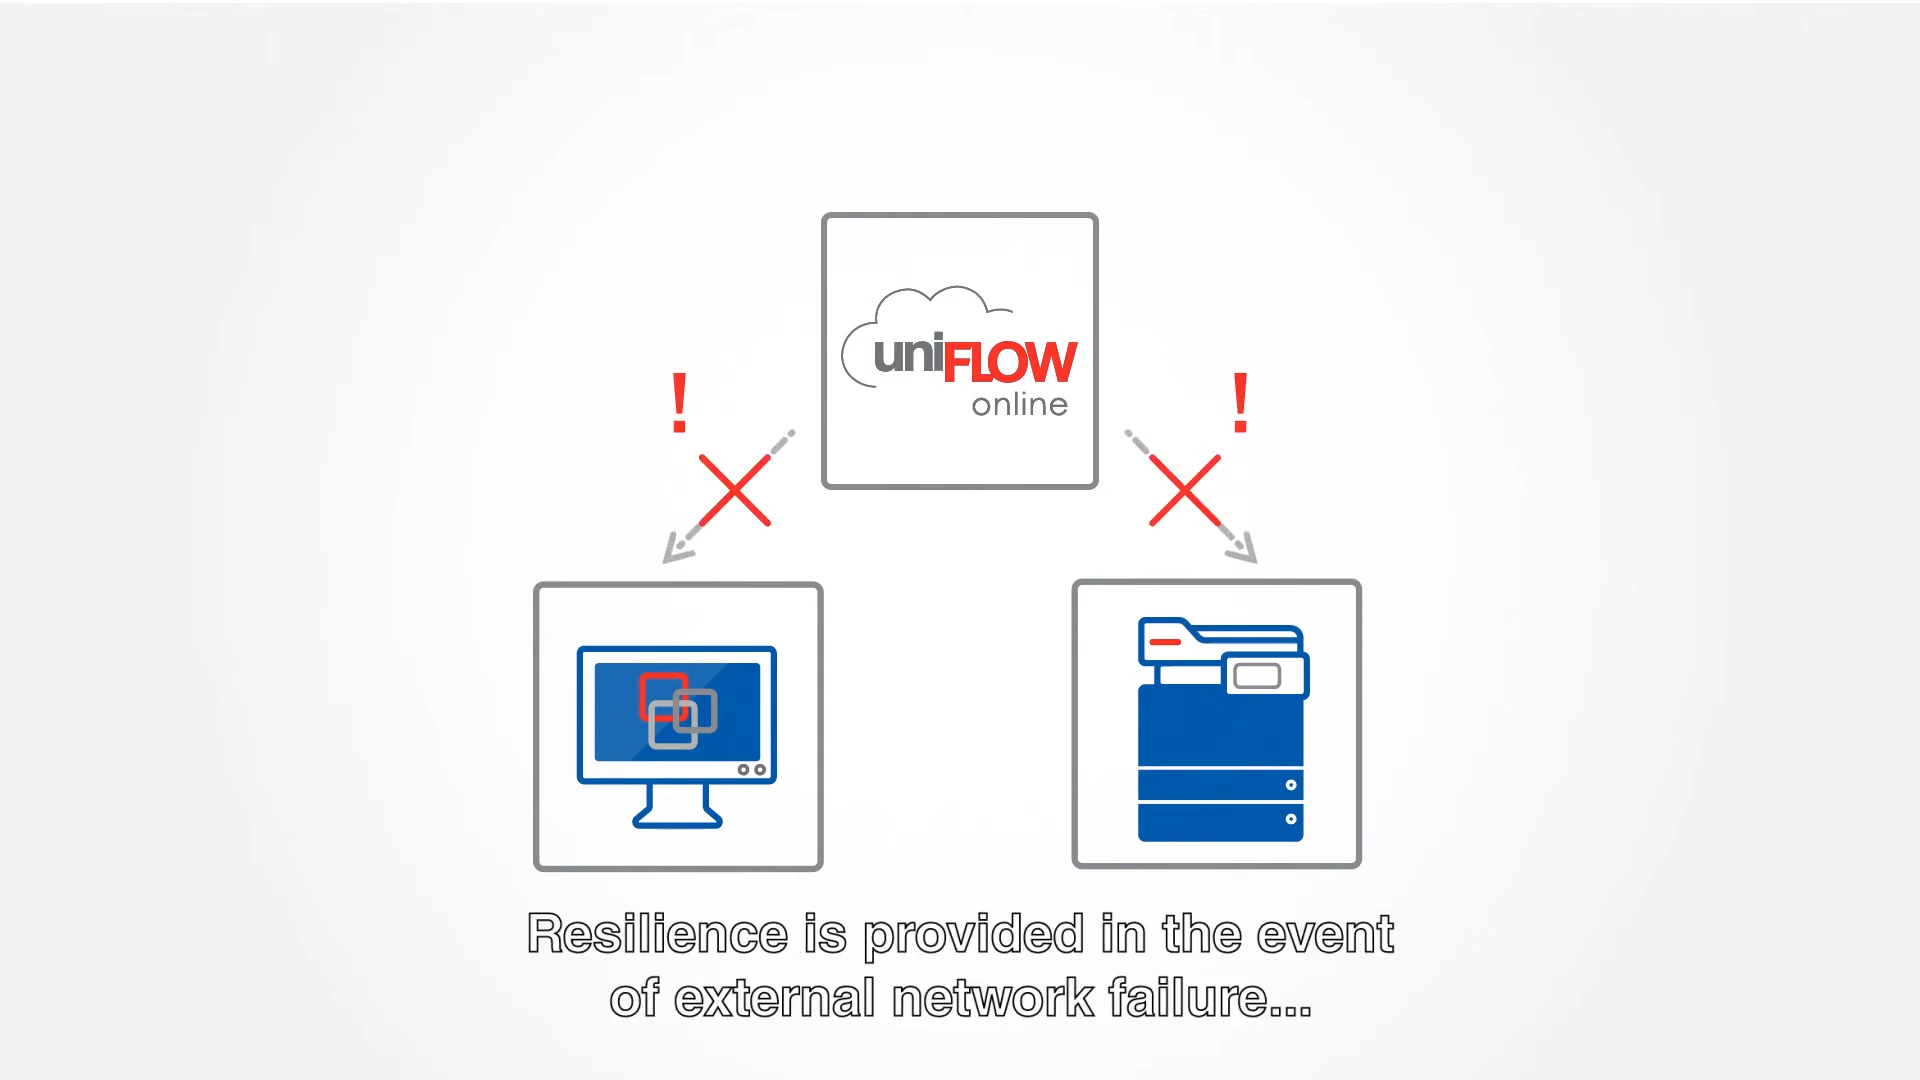 uniFLOW
online
!
!
Resilience is provided in the event
of external network failure...